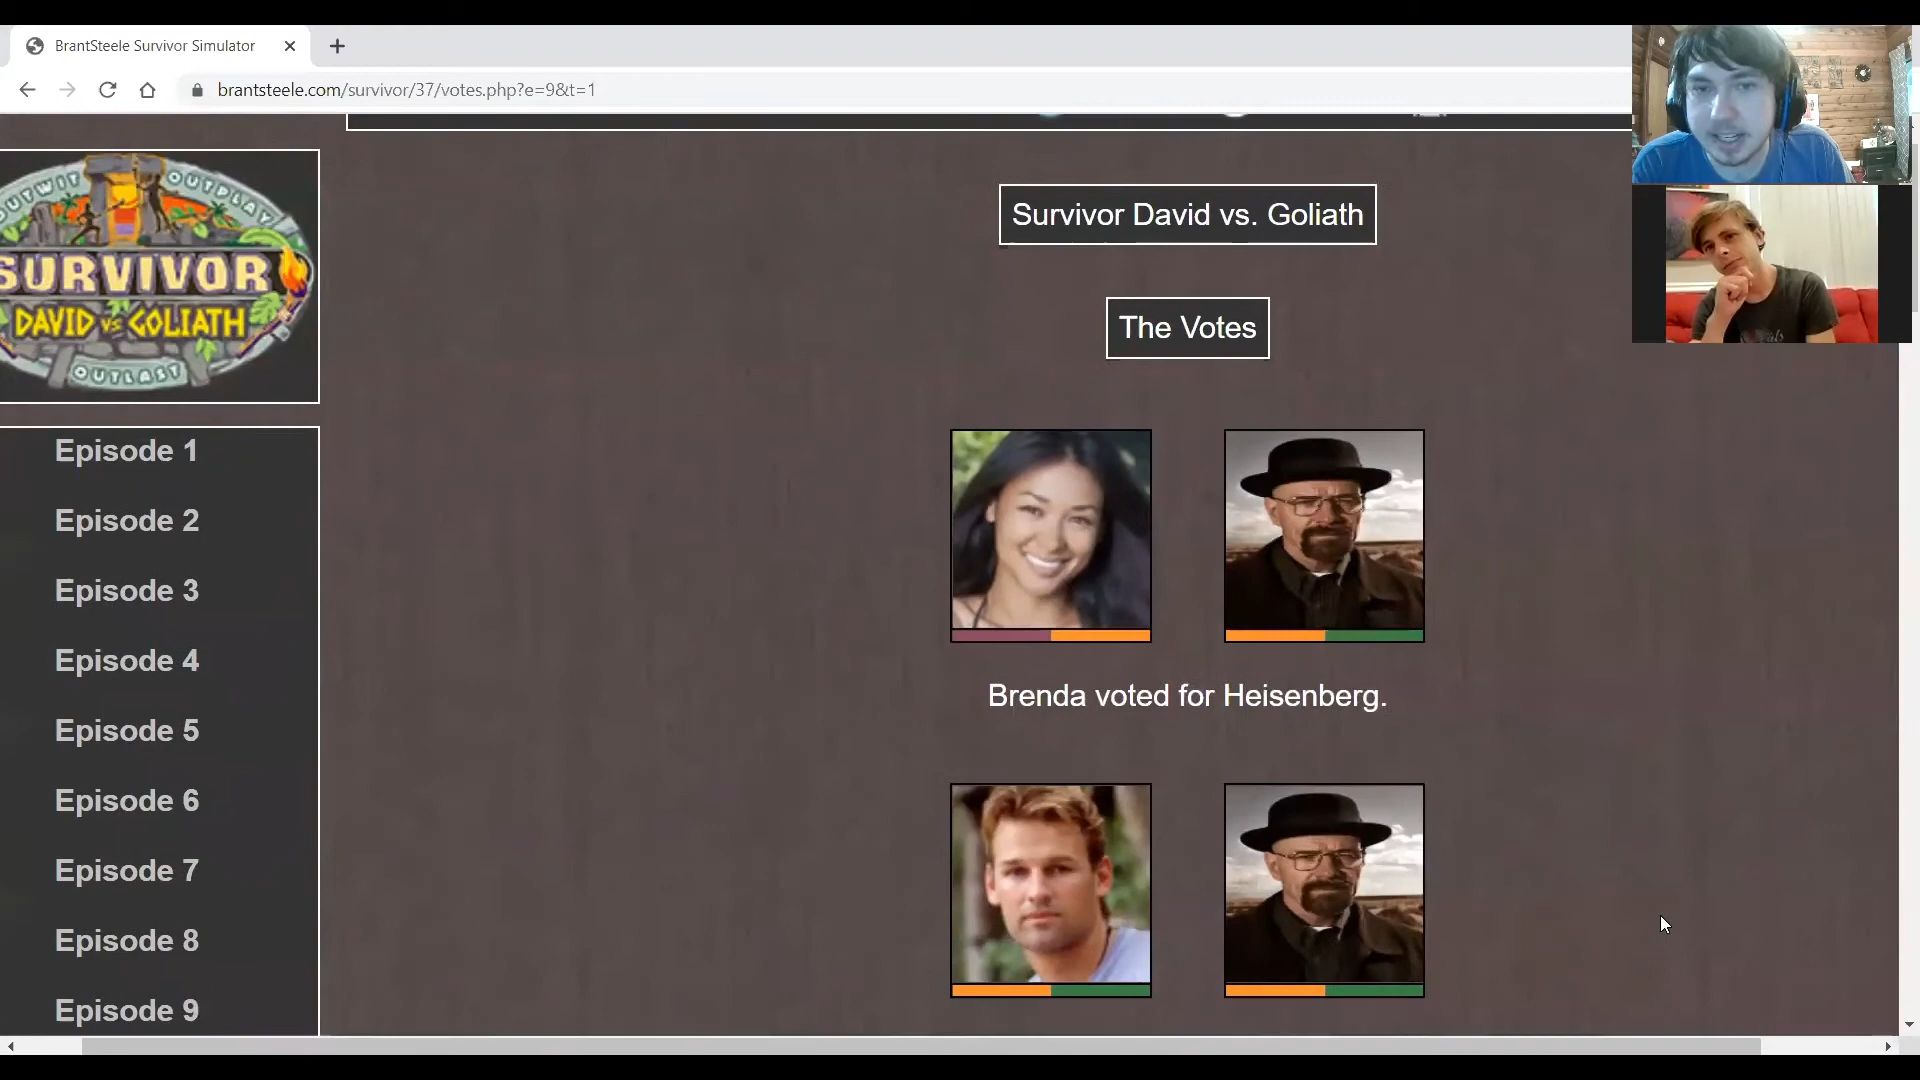 BrantSteele Survivor Simulator
brantsteele.com/survivor/37/votes.php?e=9&t=1
OUTWIT OUTPLAY
SURVIVOR
DAVID vs GOLIATH
OUTLAST
Survivor David vs. Goliath
The Votes
Episode 1
Episode 2
Episode 3
Episode 4
Episode 5
Episode 6
Episode 7
Episode 8
Episode 9
Brenda voted for Heisenberg.